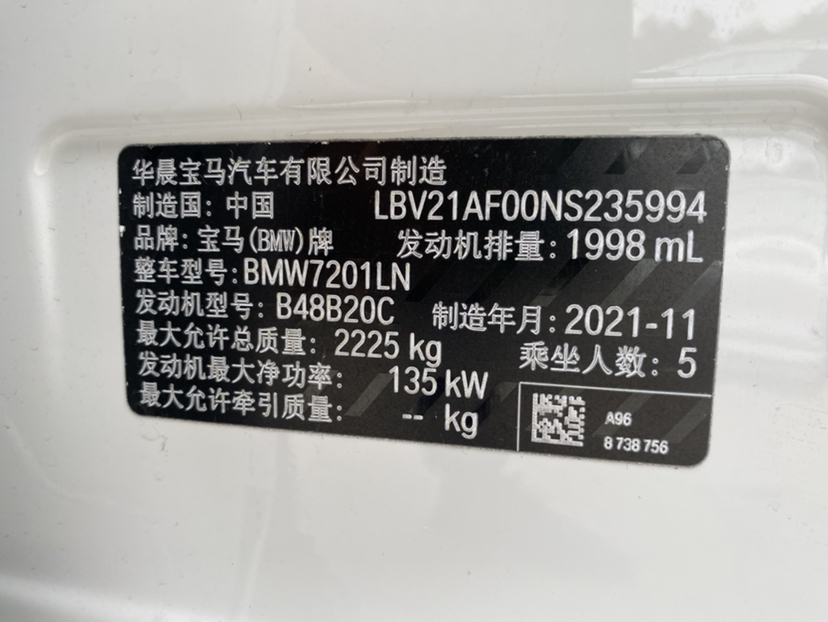 华晨宝马汽车有限公司制造
制造国: 中国 LBV21AF00NS235994
品牌: 宝马(BMW)牌 发动机排量: 1998 mL
整车型号: BMW7201LN
发动机型号: B48B20C 制造年月: 2021-11
最大允许总质量: 2225 kg 乘坐人数: 5
发动机最大净功率: 135 kW
最大允许牵引质量: -- kg
A96
8 738 756